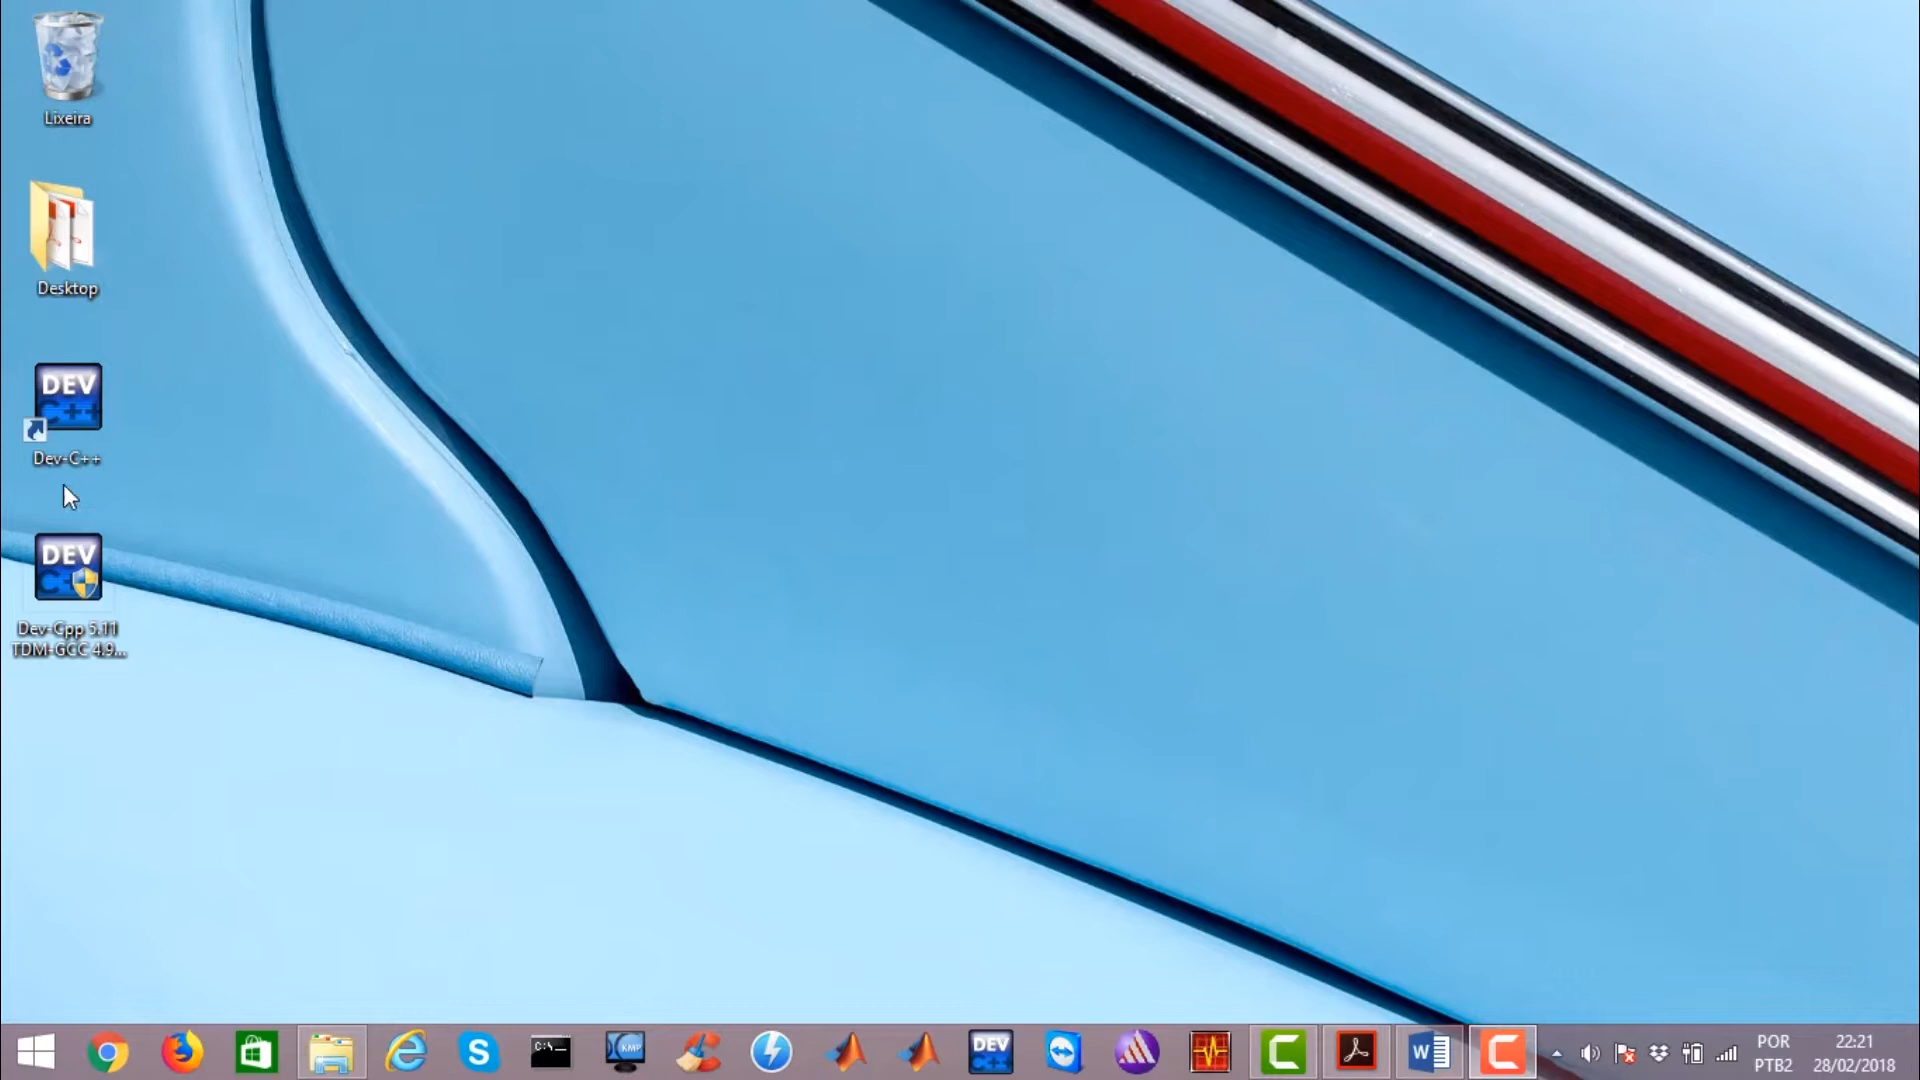 Lixeira
Desktop
DEV
C++
Dev-C++
DEV
Dev-Cpp 5.11
TDM-GCC 4.9...
C:\_
KMP
DEV
C++
W
POR
22:21
PTB2
28/02/2018